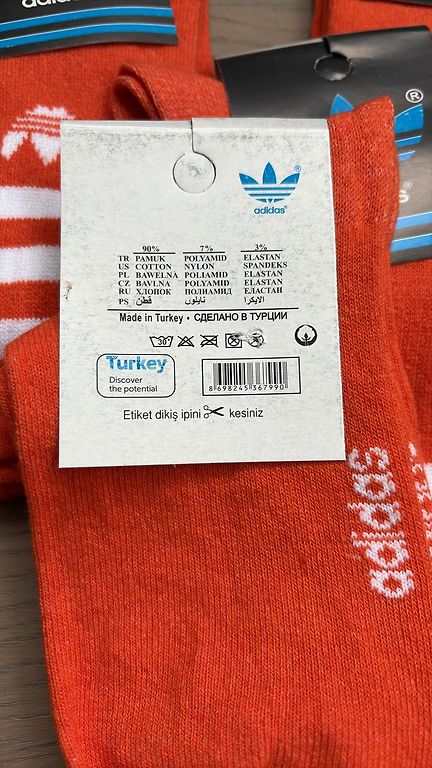 adidas
®
adidas
90% 7% 3%
TR PAMUK POLYAMID ELASTAN
US COTTON NYLON SPANDEKS
PL BAWELNA POLIAMID ELASTAN
CZ BAVLNA POLYAMID ELASTAN
RU ХЛОПОК ПОЛИАМИД ЕЛАСТАН
PS قطن نايلون الايكرا
Made in Turkey • СДЕЛАНО В ТУРЦИИ
30
Turkey
Discover
the potential
8 698245 367990
Etiket dikiş ipini kesiniz
adidas